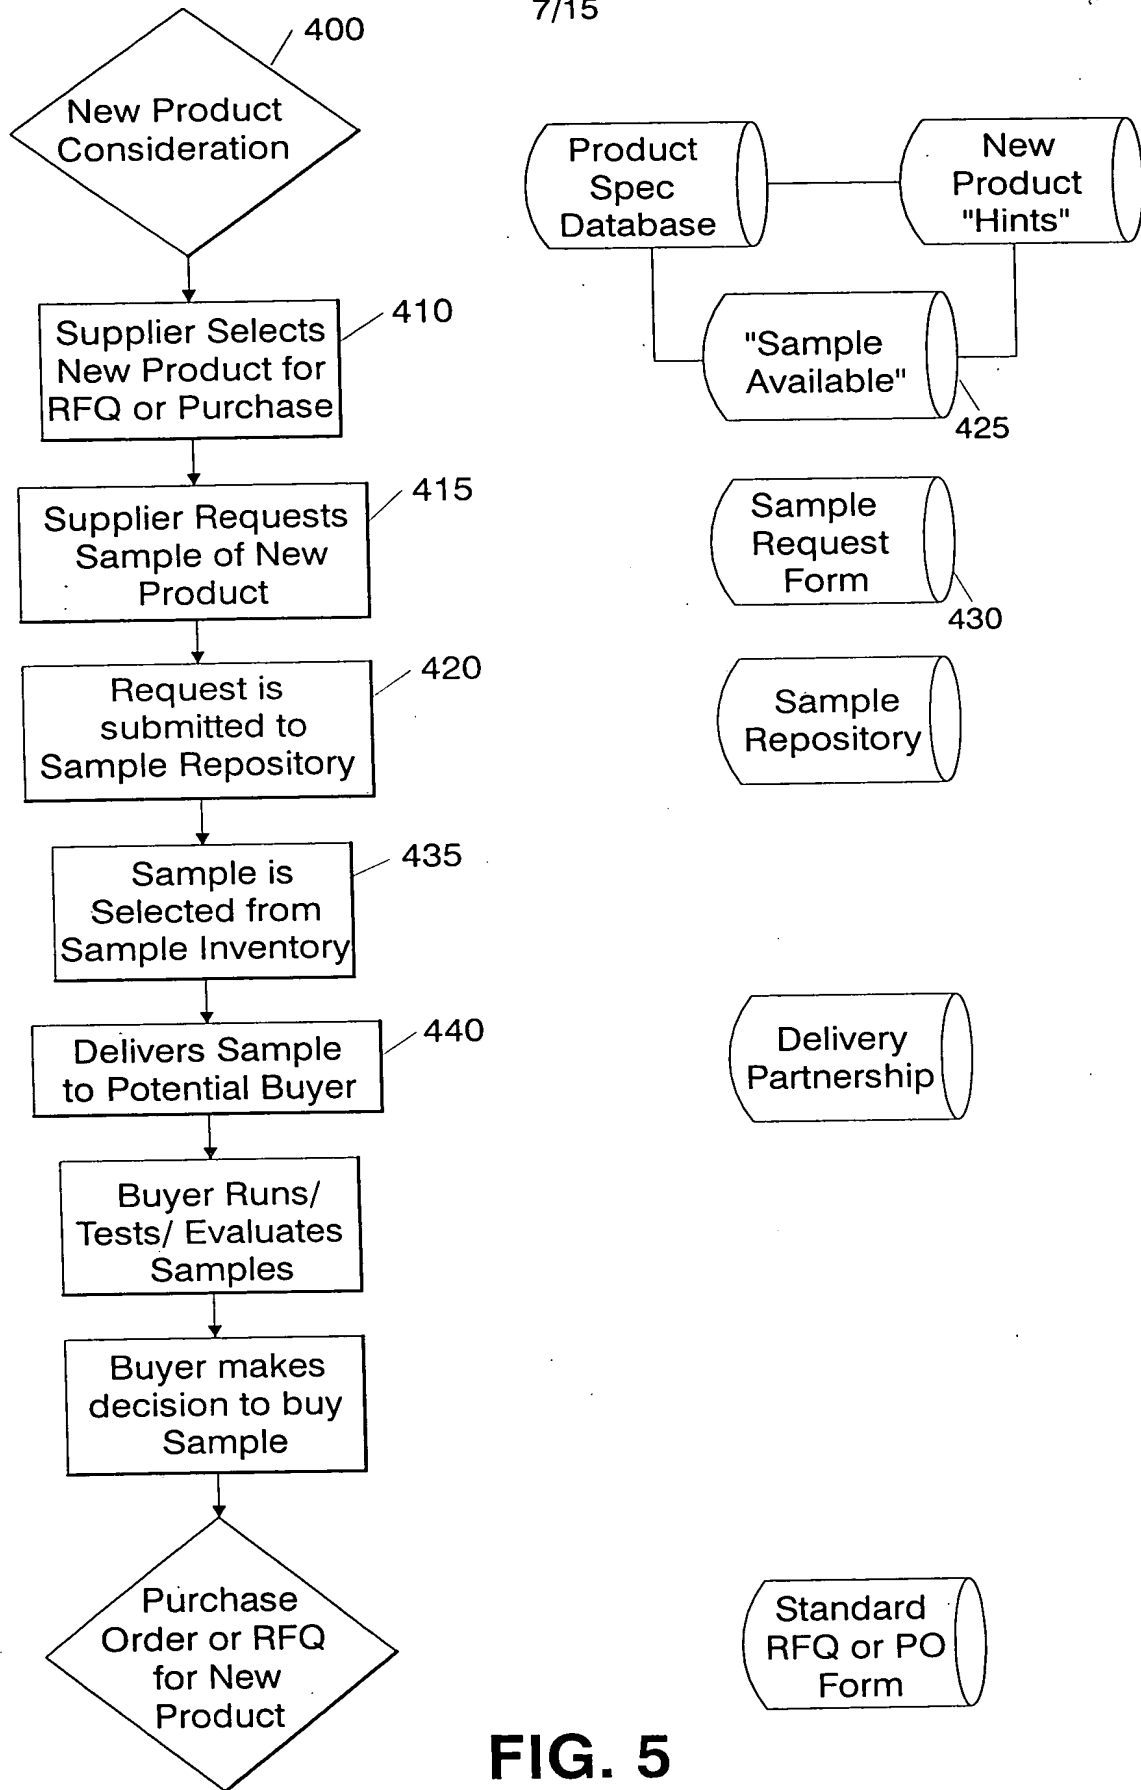 7/15
400
New Product
Consideration
Product
Spec
Database
New
Product
"Hints"
410
Supplier Selects
New Product for
RFQ or Purchase
"Sample
Available"
425
415
Supplier Requests
Sample of New
Product
Sample
Request
Form
430
420
Request is
submitted to
Sample Repository
Sample
Repository
435
Sample is
Selected from
Sample Inventory
440
Delivers Sample
to Potential Buyer
Delivery
Partnership
Buyer Runs/
Tests/ Evaluates
Samples
Buyer makes
decision to buy
Sample
Purchase
Order or RFQ
for New
Product
Standard
RFQ or PO
Form
FIG. 5